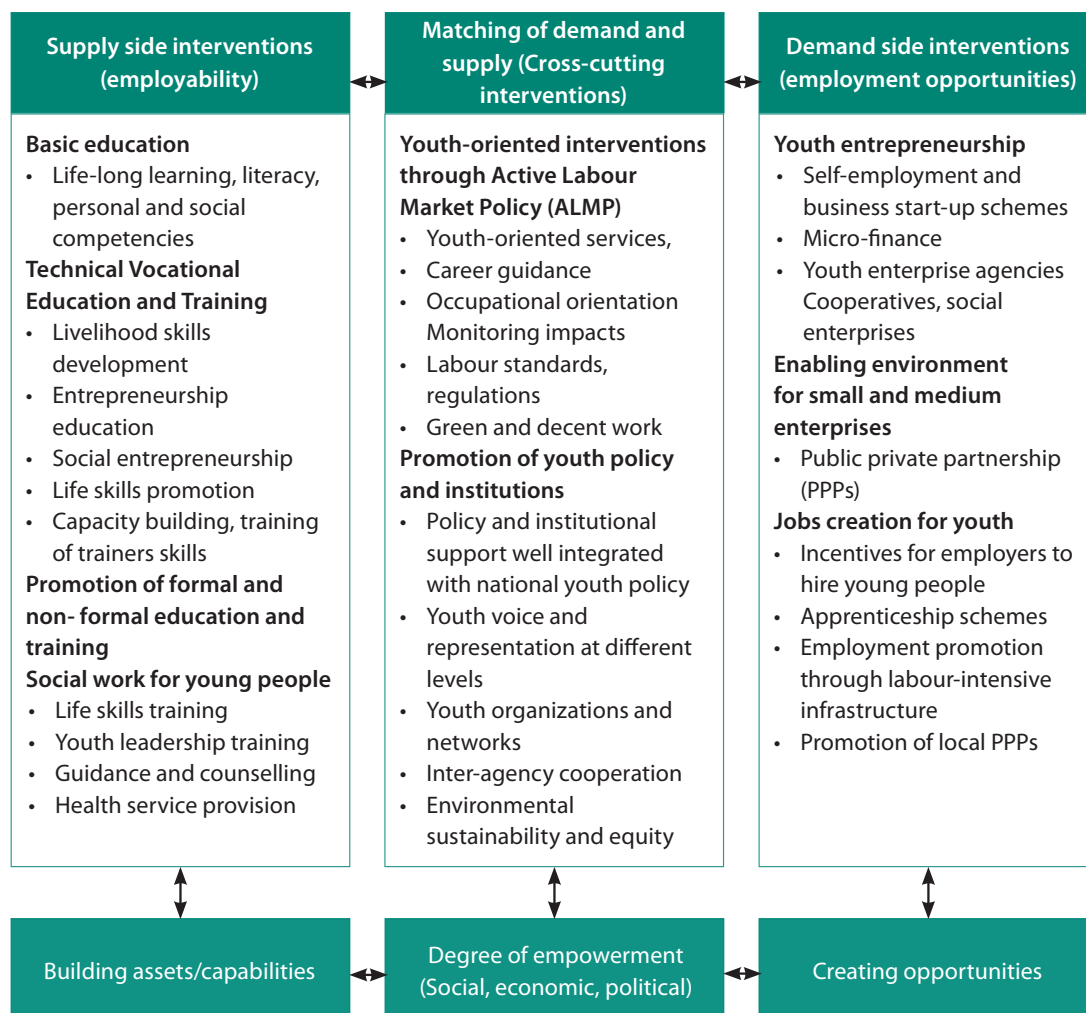 Supply side interventions
(employability)
Matching of demand and
supply (Cross-cutting
interventions)
Demand side interventions
(employment opportunities)
Basic education
• Life-long learning, literacy,
personal and social
competencies
Technical Vocational
Education and Training
• Livelihood skills
development
• Entrepreneurship
education
• Social entrepreneurship
• Life skills promotion
• Capacity building, training
of trainers skills
Promotion of formal and
non- formal education and
training
Social work for young people
• Life skills training
• Youth leadership training
• Guidance and counselling
• Health service provision
Youth-oriented interventions
through Active Labour
Market Policy (ALMP)
• Youth-oriented services,
• Career guidance
• Occupational orientation
Monitoring impacts
• Labour standards,
regulations
• Green and decent work
Promotion of youth policy
and institutions
• Policy and institutional
support well integrated
with national youth policy
• Youth voice and
representation at different
levels
• Youth organizations and
networks
• Inter-agency cooperation
• Environmental
sustainability and equity
Youth entrepreneurship
• Self-employment and
business start-up schemes
• Micro-finance
• Youth enterprise agencies
Cooperatives, social
enterprises
Enabling environment
for small and medium
enterprises
• Public private partnership
(PPPs)
Jobs creation for youth
• Incentives for employers to
hire young people
• Apprenticeship schemes
• Employment promotion
through labour-intensive
infrastructure
• Promotion of local PPPs
Building assets/capabilities
Degree of empowerment
(Social, economic, political)
Creating opportunities